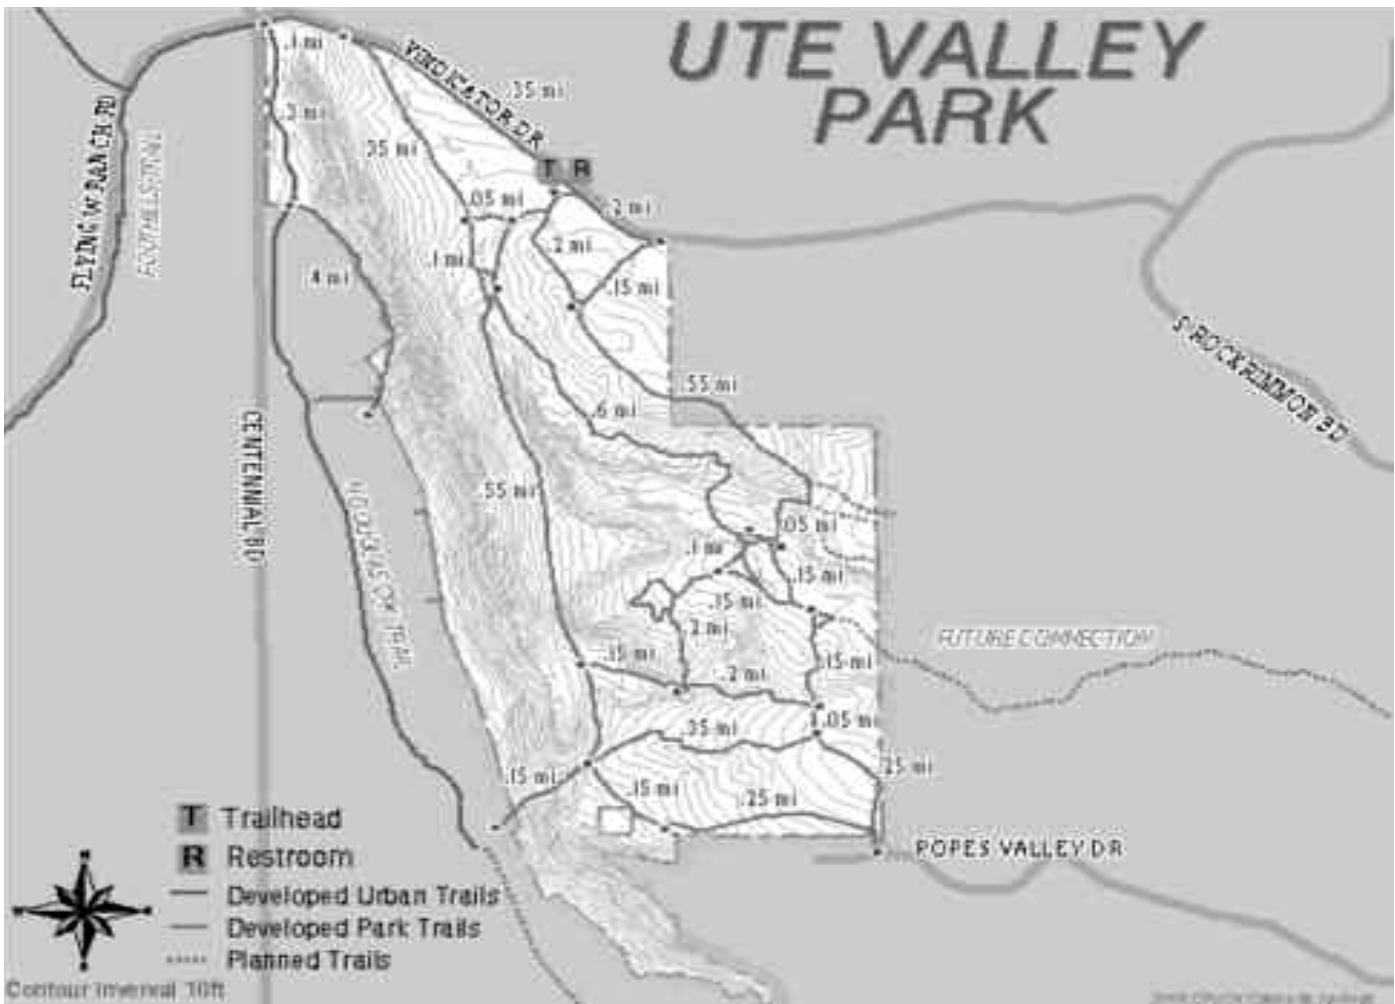 UTE VALLEY
PARK
.1 mi
VINDICATOR DR
.35 mi
.2 mi
FLYING W RANCH RD
FOOTHILLS TRAIL
.35 mi
T R
.05 mi
.2 mi
.1 mi
.2 mi
.4 mi
.15 mi
S ROCKRIMMON BD
.55 mi
.6 mi
CENTENNIAL BD
.55 mi
TRAIL
.05 mi
.1 mi
.15 mi
.15 mi
.2 mi
FUTURE CONNECTION
.15 mi
.15 mi
.2 mi
.05 mi
.35 mi
.25 mi
.15 mi
.15 mi
.25 mi
POPES VALLEY DR
T Trailhead
R Restroom
Developed Urban Trails
Developed Park Trails
Planned Trails
Contour Interval 10ft